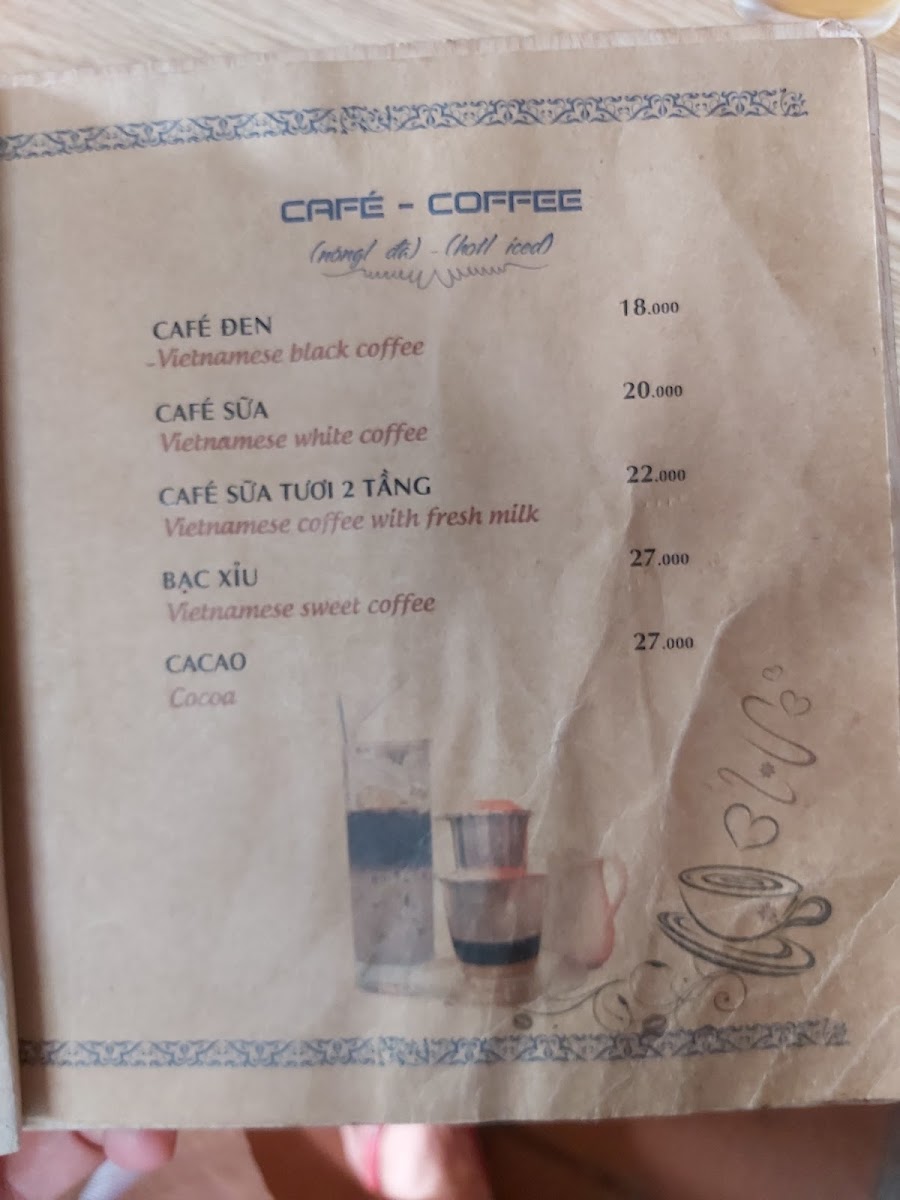 CAFÉ - COFFEE
(nóng/ đá) - (hot/ iced)
CAFÉ ĐEN 18.000
-Vietnamese black coffee
CAFÉ SỮA 20.000
Vietnamese white coffee
CAFÉ SỮA TƯƠI 2 TẦNG 22.000
Vietnamese coffee with fresh milk
BẠC XỈU 27.000
Vietnamese sweet coffee
CACAO 27.000
Cocoa